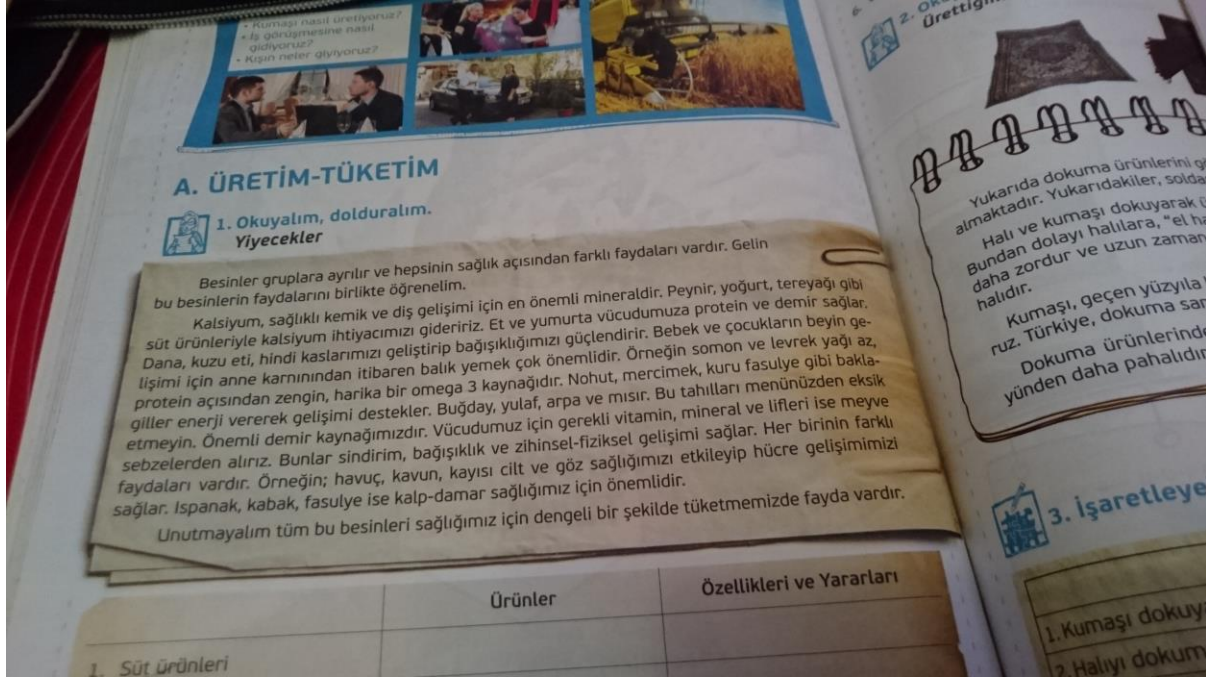 • Kumaşı nasıl üretiyoruz?
• İş görüşmesine nasıl
gidiyoruz?
• Kışın neler giyiyoruz?
A. ÜRETİM-TÜKETİM
1. Okuyalım, dolduralım.
Yiyecekler
Besinler gruplara ayrılır ve hepsinin sağlık açısından farklı faydaları vardır. Gelin
bu besinlerin faydalarını birlikte öğrenelim.
Kalsiyum, sağlıklı kemik ve diş gelişimi için en önemli mineraldir. Peynir, yoğurt, tereyağı gibi
süt ürünleriyle kalsiyum ihtiyacımızı gideririz. Et ve yumurta vücudumuza protein ve demir sağlar.
Dana, kuzu eti, hindi kaslarımızı geliştirip bağışıklığımızı güçlendirir. Bebek ve çocukların beyin ge-
lişimi için anne karnınından itibaren balık yemek çok önemlidir. Örneğin somon ve levrek yağı az,
protein açısından zengin, harika bir omega 3 kaynağıdır. Nohut, mercimek, kuru fasulye gibi bakla-
giller enerji vererek gelişimi destekler. Buğday, yulaf, arpa ve mısır. Bu tahılları menünüzden eksik
etmeyin. Önemli demir kaynağımızdır. Vücudumuz için gerekli vitamin, mineral ve lifleri ise meyve
sebzelerden alırız. Bunlar sindirim, bağışıklık ve zihinsel-fiziksel gelişimi sağlar. Her birinin farklı
faydaları vardır. Örneğin; havuç, kavun, kayısı cilt ve göz sağlığımızı etkileyip hücre gelişimimizi
sağlar. Ispanak, kabak, fasulye ise kalp-damar sağlığımız için önemlidir.
Unutmayalım tüm bu besinleri sağlığımız için dengeli bir şekilde tüketmemizde fayda vardır.
Ürünler
Özellikleri ve Yararları
1. Süt ürünleri
2.
Yukarıda dokuma ürünlerini
almaktadır. Yukarıdakiler,
Halı ve kumaşı dokuyarak
Bundan dolayı halılara, "el
daha zordur ve uzun
halıdır.
Kumaşı, geçen yüzyıla
ruz. Türkiye, dokuma
Dokuma
yünden daha
3.
1. Kumaşı
2. Halıyı